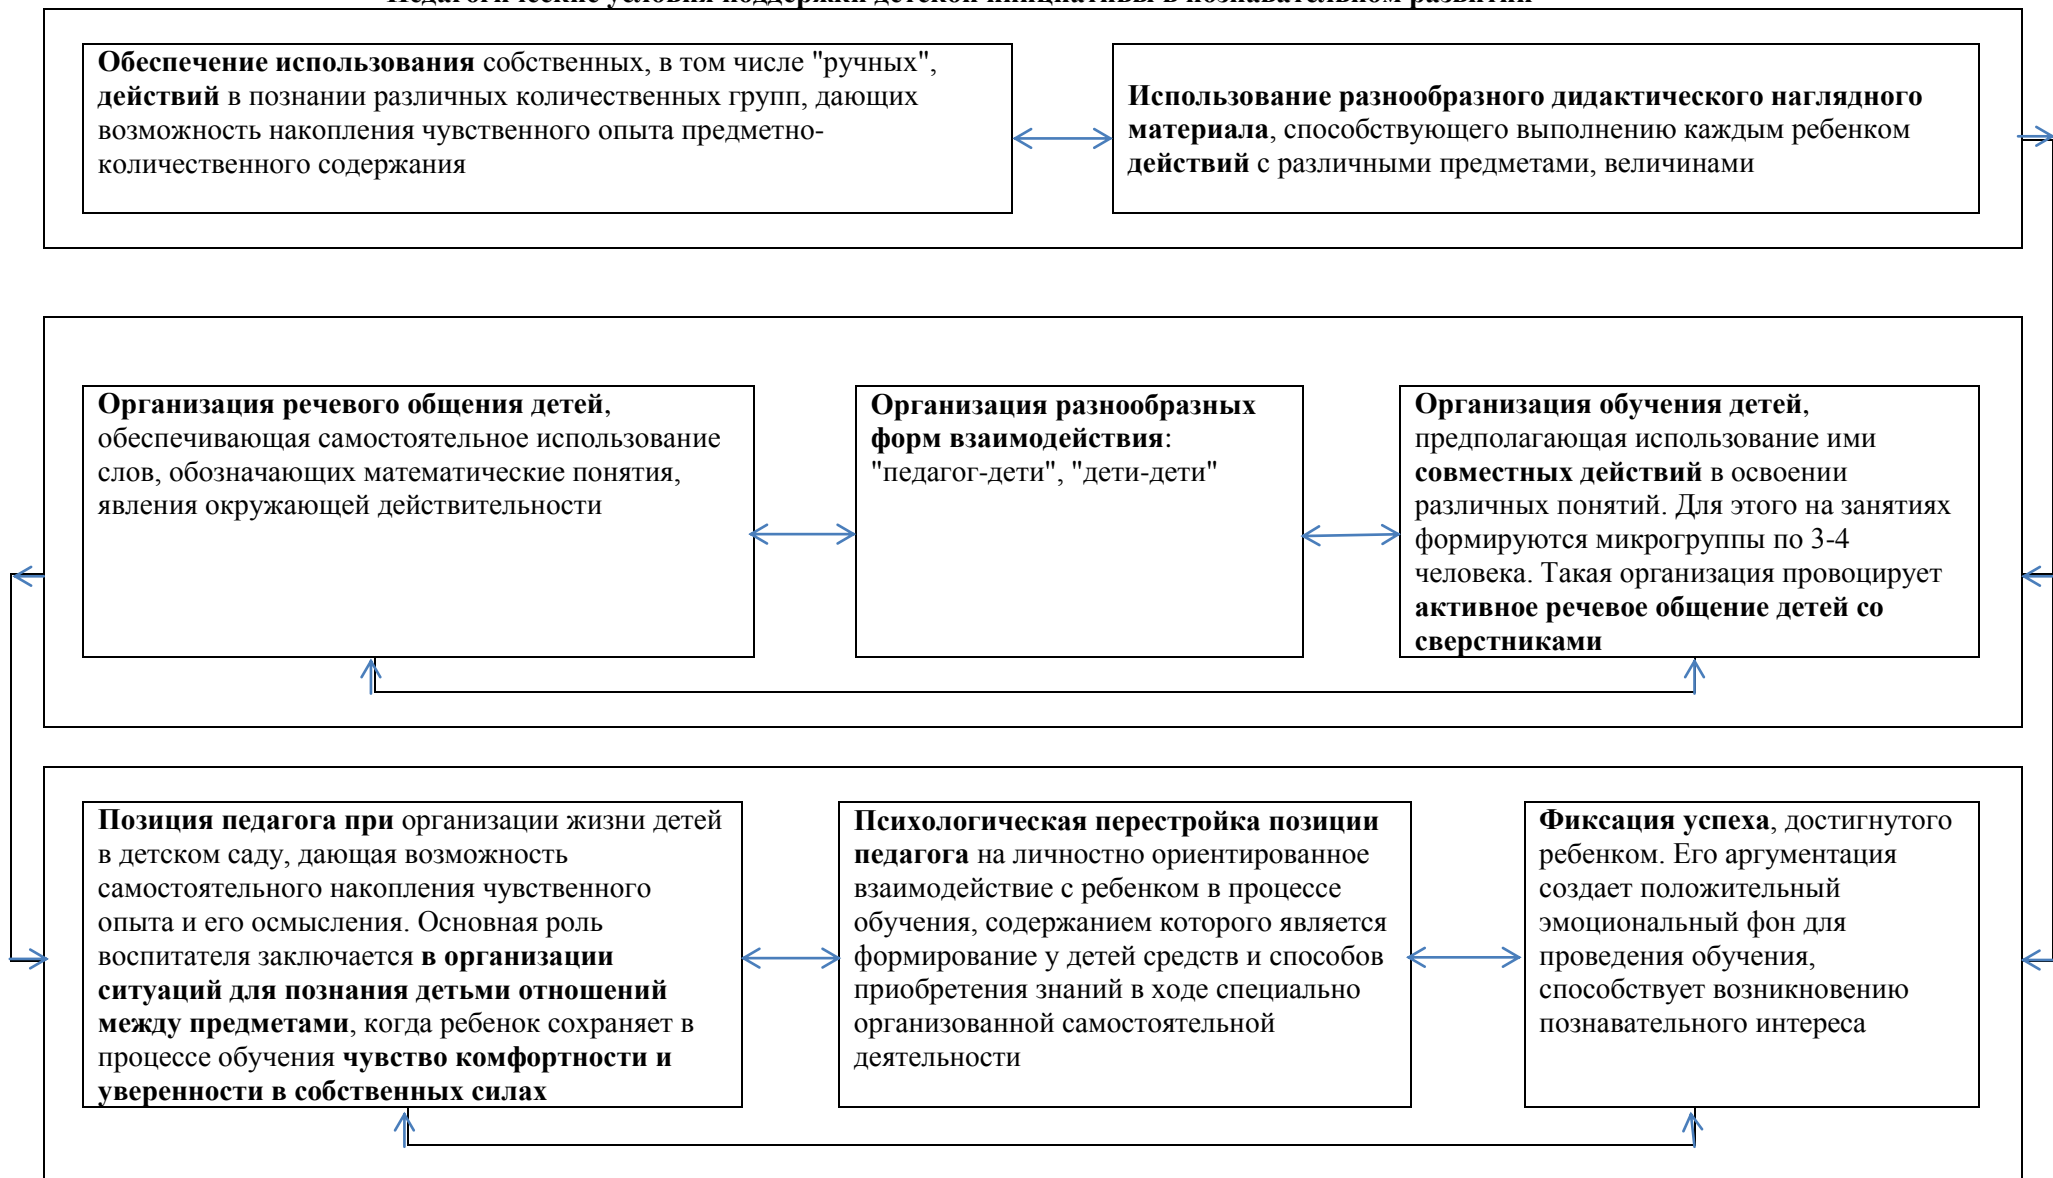 Педагогические условия поддержки детской инициативы в познавательном развитии
Обеспечение использования собственных, в том числе "ручных",
действий в познании различных количественных групп, дающих
возможность накопления чувственного опыта предметно-
количественного содержания
Использование разнообразного дидактического наглядного
материала, способствующего выполнению каждым ребенком
действий с различными предметами, величинами
Организация речевого общения детей,
обеспечивающая самостоятельное использование
слов, обозначающих математические понятия,
явления окружающей действительности
Организация разнообразных
форм взаимодействия:
"педагог-дети", "дети-дети"
Организация обучения детей,
предполагающая использование ими
совместных действий в освоении
различных понятий. Для этого на занятиях
формируются микрогруппы по 3-4
человека. Такая организация провоцирует
активное речевое общение детей со
сверстниками
Позиция педагога при организации жизни детей
в детском саду, дающая возможность
самостоятельного накопления чувственного
опыта и его осмысления. Основная роль
воспитателя заключается в организации
ситуаций для познания детьми отношений
между предметами, когда ребенок сохраняет в
процессе обучения чувство комфортности и
уверенности в собственных силах
Психологическая перестройка позиции
педагога на личностно ориентированное
взаимодействие с ребенком в процессе
обучения, содержанием которого является
формирование у детей средств и способов
приобретения знаний в ходе специально
организованной самостоятельной
деятельности
Фиксация успеха, достигнутого
ребенком. Его аргументация
создает положительный
эмоциональный фон для
проведения обучения,
способствует возникновению
познавательного интереса